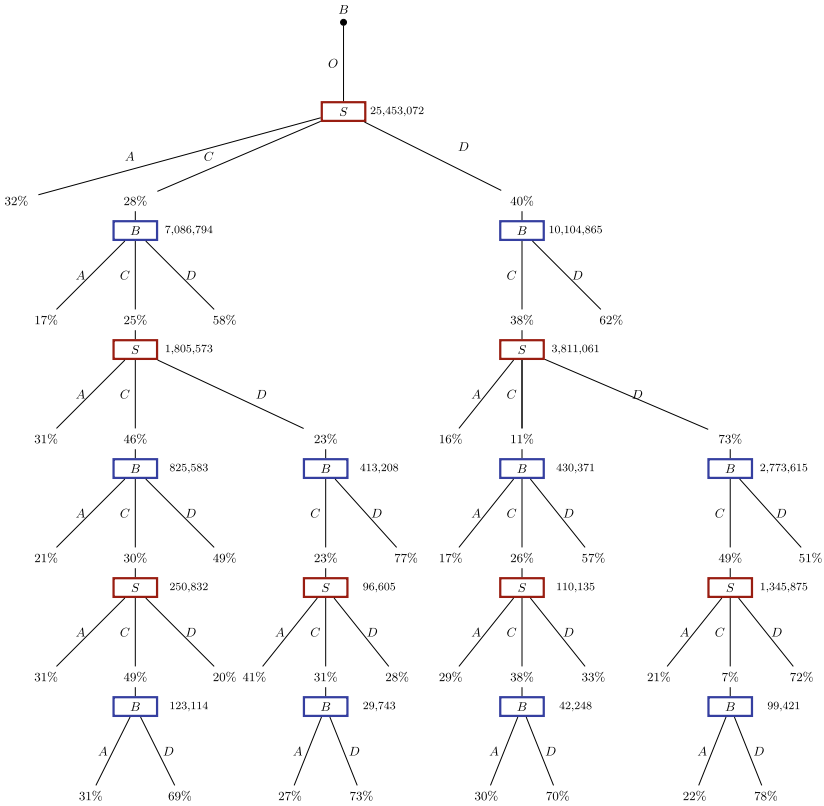 B
O
S 25,453,072
A C D
32% 28% 40%
B 7,086,794 B 10,104,865
A C D C D
17% 25% 58% 38% 62%
S 1,805,573 S 3,811,061
A C D A C D
31% 46% 23% 16% 11% 73%
B 825,583 B 413,208 B 430,371 B 2,773,615
A C D C D A C D C D
21% 30% 49% 23% 77% 17% 26% 57% 49% 51%
S 250,832 S 96,605 S 110,135 S 1,345,875
A C D A C D A C D A C D
31% 49% 20% 41% 31% 28% 29% 38% 33% 21% 7% 72%
B 123,114 B 29,743 B 42,248 B 99,421
A D A D A D A D
31% 69% 27% 73% 30% 70% 22% 78%